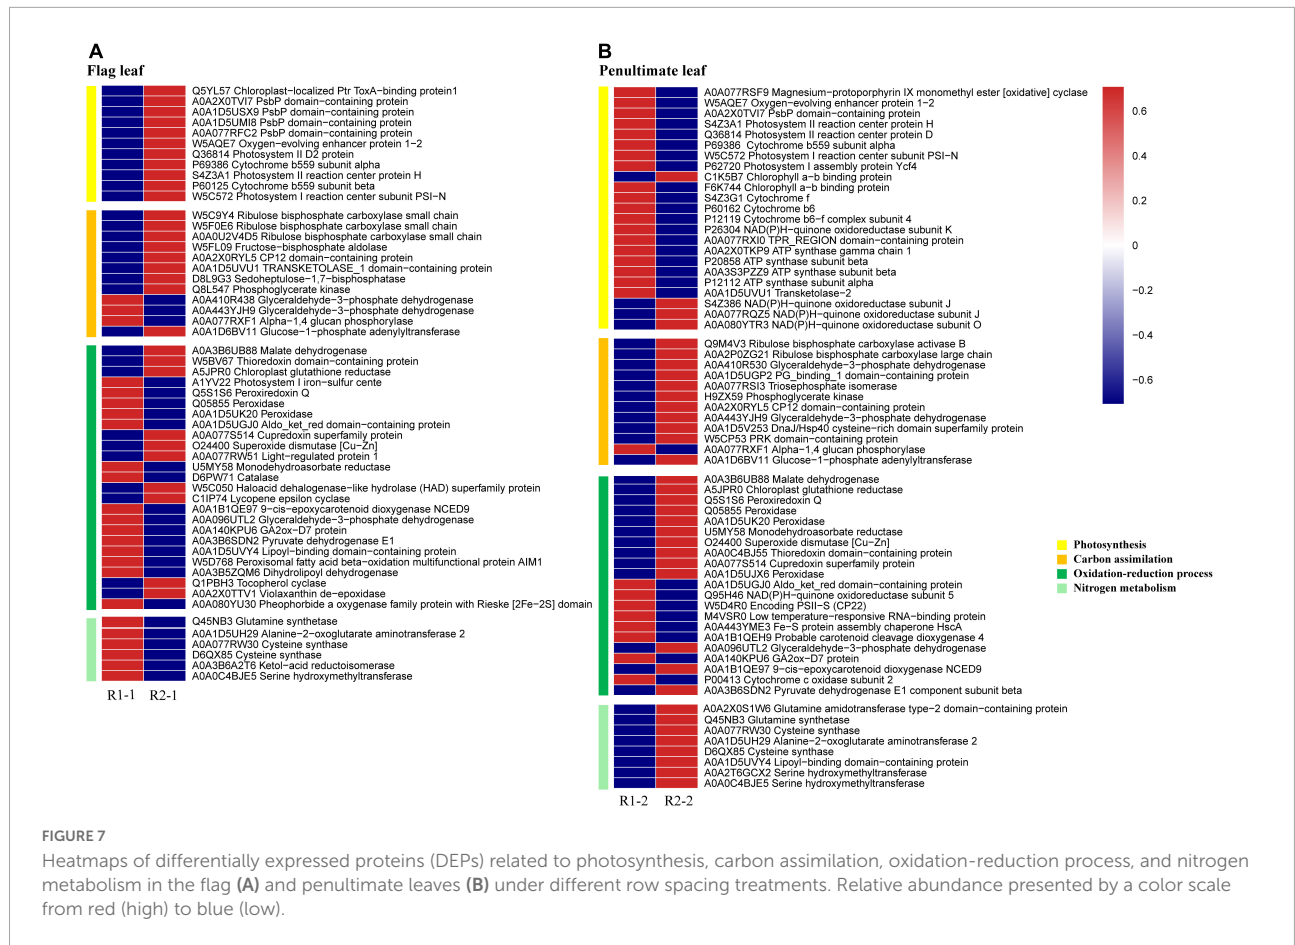 A
Flag leaf
Q5YL57 Chloroplast-localized Ptr ToxA-binding protein1
A0A2X0TVI7 PsbP domain-containing protein
A0A1D5USX9 PsbP domain-containing protein
A0A1D5UMI8 PsbP domain-containing protein
A0A077RFC2 PsbP domain-containing protein
W5AQE7 Oxygen-evolving enhancer protein 1-2
Q36814 Photosystem II D2 protein
P69386 Cytochrome b559 subunit alpha
S4Z3A1 Photosystem II reaction center protein H
P60125 Cytochrome b559 subunit beta
W5C572 Photosystem I reaction center subunit PSI-N
W5C9Y4 Ribulose bisphosphate carboxylase small chain
W5F0E6 Ribulose bisphosphate carboxylase small chain
A0A0U2V4D5 Ribulose bisphosphate carboxylase small chain
W5FL09 Fructose-bisphosphate aldolase
A0A2X0RYL5 CP12 domain-containing protein
A0A1D5UVU1 TRANSKETOLASE_1 domain-containing protein
D8L9G3 Sedoheptulose-1,7-bisphosphatase
Q8L547 Phosphoglycerate kinase
A0A410R438 Glyceraldehyde-3-phosphate dehydrogenase
A0A443YJH9 Glyceraldehyde-3-phosphate dehydrogenase
A0A077RXF1 Alpha-1,4 glucan phosphorylase
A0A1D6BV11 Glucose-1-phosphate adenylyltransferase
A0A3B6UB88 Malate dehydrogenase
W5BV67 Thioredoxin domain-containing protein
A5JPR0 Chloroplast glutathione reductase
A1YV22 Photosystem I iron-sulfur cente
Q5S1S6 Peroxiredoxin Q
Q05855 Peroxidase
A0A1D5UK20 Peroxidase
A0A1D5UGJ0 Aldo_ket_red domain-containing protein
A0A077S514 Cupredoxin superfamily protein
O24400 Superoxide dismutase [Cu-Zn]
A0A077RW51 Light-regulated protein 1
U5MY58 Monodehydroasorbate reductase
D6PW71 Catalase
W5C050 Haloacid dehalogenase-like hydrolase (HAD) superfamily protein
C1IP74 Lycopene epsilon cyclase
A0A1B1QE97 9-cis-epoxycarotenoid dioxygenase NCED9
A0A096UTL2 Glyceraldehyde-3-phosphate dehydrogenase
A0A140KPU6 GA2ox-D7 protein
A0A3B6SDN2 Pyruvate dehydrogenase E1
A0A1D5UVY4 Lipoyl-binding domain-containing protein
W5D768 Peroxisomal fatty acid beta-oxidation multifunctional protein AIM1
A0A3B5ZQM6 Dihydrolipoyl dehydrogenase
Q1PBH3 Tocopherol cyclase
A0A2X0TTV1 Violaxanthin de-epoxidase
A0A080YU30 Pheophorbide a oxygenase family protein with Rieske [2Fe-2S] domain
Q45NB3 Glutamine synthetase
A0A1D5UH29 Alanine-2-oxoglutarate aminotransferase 2
A0A077RW30 Cysteine synthase
D6QX85 Cysteine synthase
A0A3B6A2T6 Ketol-acid reductoisomerase
A0A0C4BJE5 Serine hydroxymethyltransferase
R1-1 R2-1
B
Penultimate leaf
A0A077RSF9 Magnesium-protoporphyrin IX monomethyl ester [oxidative] cyclase
W5AQE7 Oxygen-evolving enhancer protein 1-2
A0A2X0TVI7 PsbP domain-containing protein
S4Z3A1 Photosystem II reaction center protein H
Q36814 Photosystem II reaction center protein D
P69386 Cytochrome b559 subunit alpha
W5C572 Photosystem I reaction center subunit PSI-N
P62720 Photosystem I assembly protein Ycf4
C1K5B7 Chlorophyll a-b binding protein
F6K744 Chlorophyll a-b binding protein
S4Z3G1 Cytochrome f
P60162 Cytochrome b6
P12119 Cytochrome b6-f complex subunit 4
P26304 NAD(P)H-quinone oxidoreductase subunit K
A0A077RXI0 TPR_REGION domain-containing protein
A0A2X0TKP9 ATP synthase gamma chain 1
P20858 ATP synthase subunit beta
A0A3S3PZZ9 ATP synthase subunit beta
P12112 ATP synthase subunit alpha
A0A1D5UVU1 Transketolase-2
S4Z386 NAD(P)H-quinone oxidoreductase subunit J
A0A077RQZ5 NAD(P)H-quinone oxidoreductase subunit J
A0A080YTR3 NAD(P)H-quinone oxidoreductase subunit O
Q9M4V3 Ribulose bisphosphate carboxylase activase B
A0A2P0ZG21 Ribulose bisphosphate carboxylase large chain
A0A410R530 Glyceraldehyde-3-phosphate dehydrogenase
A0A1D5UGP2 PG_binding_1 domain-containing protein
A0A077RSI3 Triosephosphate isomerase
H9ZX59 Phosphoglycerate kinase
A0A2X0RYL5 CP12 domain-containing protein
A0A443YJH9 Glyceraldehyde-3-phosphate dehydrogenase
A0A1D5V253 DnaJ/Hsp40 cysteine-rich domain superfamily protein
W5CP53 PRK domain-containing protein
A0A077RXF1 Alpha-1,4 glucan phosphorylase
A0A1D6BV11 Glucose-1-phosphate adenylyltransferase
A0A3B6UB88 Malate dehydrogenase
A5JPR0 Chloroplast glutathione reductase
Q5S1S6 Peroxiredoxin Q
Q05855 Peroxidase
A0A1D5UK20 Peroxidase
U5MY58 Monodehydroasorbate reductase
O24400 Superoxide dismutase [Cu-Zn]
A0A0C4BJ55 Thioredoxin domain-containing protein
A0A077S514 Cupredoxin superfamily protein
A0A1D5UJX6 Peroxidase
A0A1D5UGJ0 Aldo_ket_red domain-containing protein
Q95H46 NAD(P)H-quinone oxidoreductase subunit 5
W5D4R0 Encoding PSII-S (CP22)
M4VSR0 Low temperature-responsive RNA-binding protein
A0A443YME3 Fe-S protein assembly chaperone HscA
A0A1B1QEH9 Probable carotenoid cleavage dioxygenase 4
A0A096UTL2 Glyceraldehyde-3-phosphate dehydrogenase
A0A140KPU6 GA2ox-D7 protein
A0A1B1QE97 9-cis-epoxycarotenoid dioxygenase NCED9
P00413 Cytochrome c oxidase subunit 2
A0A3B6SDN2 Pyruvate dehydrogenase E1 component subunit beta
A0A2X0S1W6 Glutamine amidotransferase type-2 domain-containing protein
Q45NB3 Glutamine synthetase
A0A077RW30 Cysteine synthase
A0A1D5UH29 Alanine-2-oxoglutarate aminotransferase 2
D6QX85 Cysteine synthase
A0A1D5UVY4 Lipoyl-binding domain-containing protein
A0A2T6GCX2 Serine hydroxymethyltransferase
A0A0C4BJE5 Serine hydroxymethyltransferase
R1-2 R2-2
0.6
0.4
0.2
0
-0.2
-0.4
-0.6
Photosynthesis
Carbon assimilation
Oxidation-reduction process
Nitrogen metabolism
FIGURE 7
Heatmaps of differentially expressed proteins (DEPs) related to photosynthesis, carbon assimilation, oxidation-reduction process, and nitrogen
metabolism in the flag (A) and penultimate leaves (B) under different row spacing treatments. Relative abundance presented by a color scale
from red (high) to blue (low).